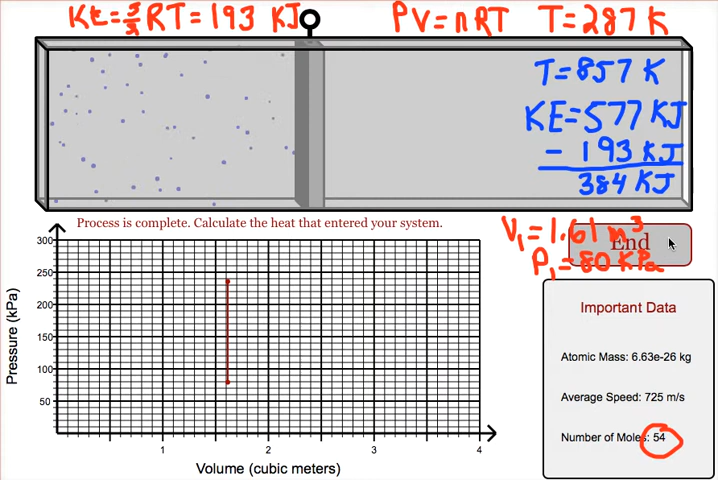 Kt = 3/2 RT = 193 KJ PV = nRT T = 287 K
T = 857 K
KE = 577 KJ
- 193 KJ
384 KJ
Process is complete. Calculate the heat that entered your system.
V₁ = 1.61 m³
End
P₁ = 80 KPa
300
250
200
150
100
50
Pressure (kPa)
1 2 3 4
Volume (cubic meters)
Important Data
Atomic Mass: 6.63e-26 kg
Average Speed: 725 m/s
Number of Moles: 54